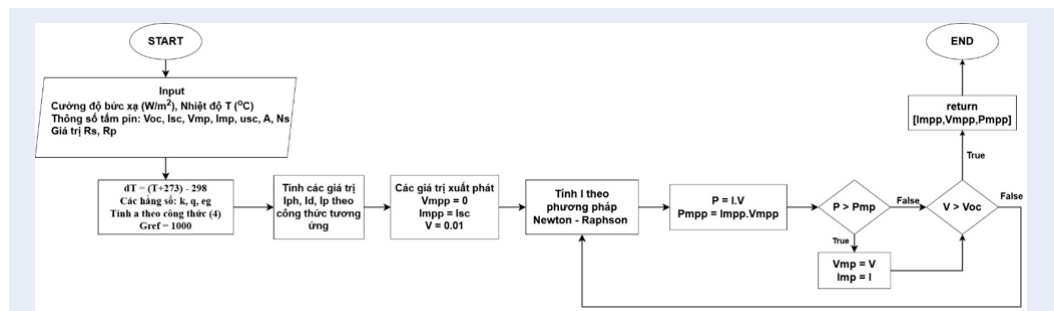 START
Input
Cường độ bức xạ (W/m²), Nhiệt độ T (⁰C)
Thông số tấm pin: Voc, Isc, Vmp, Imp, usc, A, Ns
Giá trị Rs, Rp
dT = (T+273) - 298
Các hằng số: k, q, eg
Tính a theo công thức (4)
Gref = 1000
Tính các giá trị
Iph, Id, Ip theo
công thức tương
ứng
Các giá trị xuất phát
Vmpp = 0
Impp = Isc
V = 0.01
Tính I theo
phương pháp
Newton - Raphson
P = I.V
Pmpp = Impp.Vmpp
P > Pmp
False
True
Vmp = V
Imp = I
V > Voc
False
True
return
[Impp,Vmpp,Pmpp]
END